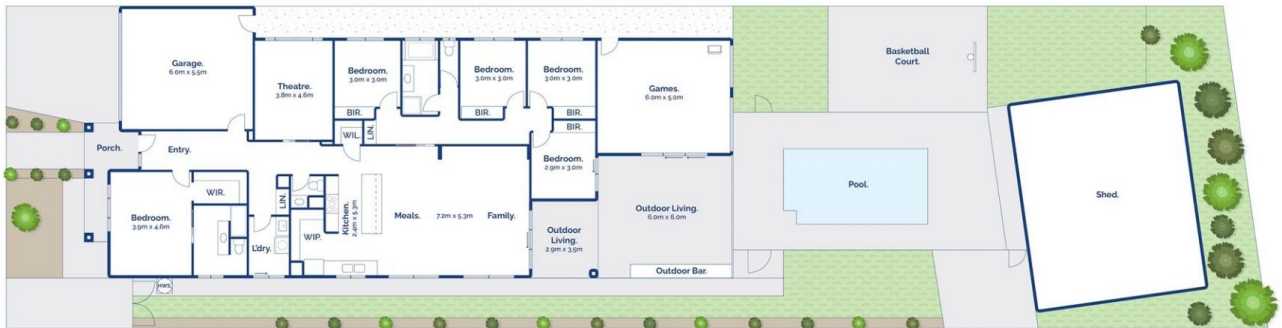 Garage.
6.0m x 5.5m
Theatre.
3.8m x 4.6m
Bedroom.
3.0m x 3.0m
BIR.
Bedroom.
3.0m x 3.0m
BIR.
Bedroom.
3.0m x 3.0m
BIR.
Games.
6.0m x 5.0m
Basketball
Court.
WIL.
LIN.
BIR.
Bedroom.
2.9m x 3.0m
Porch.
Entry.
WIR.
Bedroom.
3.9m x 4.6m
LIN.
L'dry.
WIP.
Kitchen.
2.4m x 5.3m
Meals.
7.2m x 5.3m
Family.
Outdoor
Living.
2.9m x 3.5m
Outdoor Living.
6.0m x 6.0m
Outdoor Bar.
Pool.
Shed.
HWS.